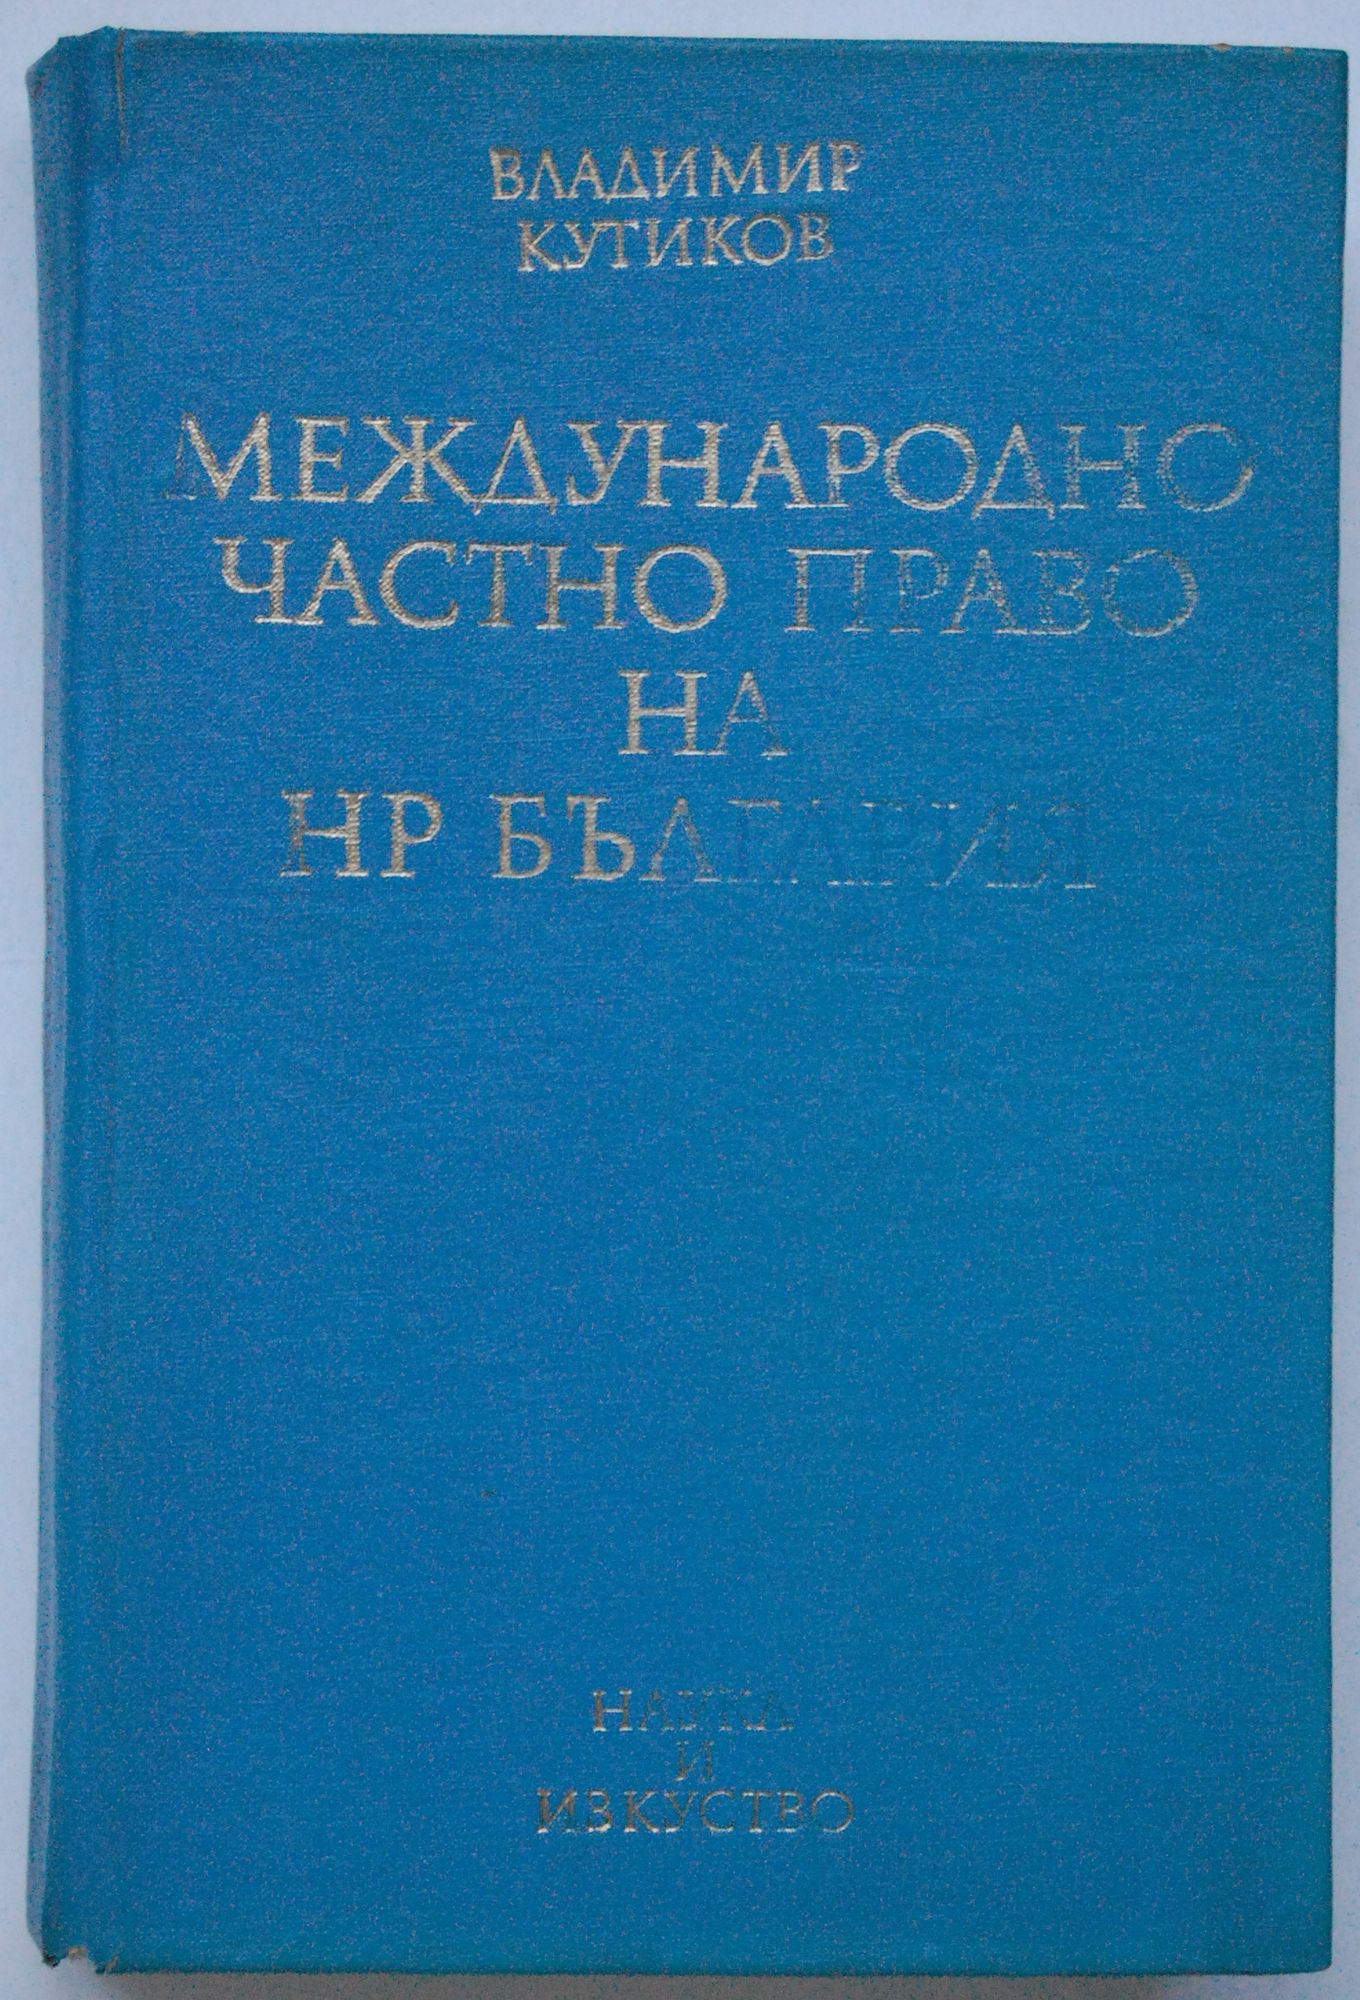 ВЛАДИМИР
КУТИКОВ
МЕЖДУНАРОДНО
ЧАСТНО ПРАВО
НА
НР БЪЛГАРИЯ
НАУКА
И
ИЗКУСТВО